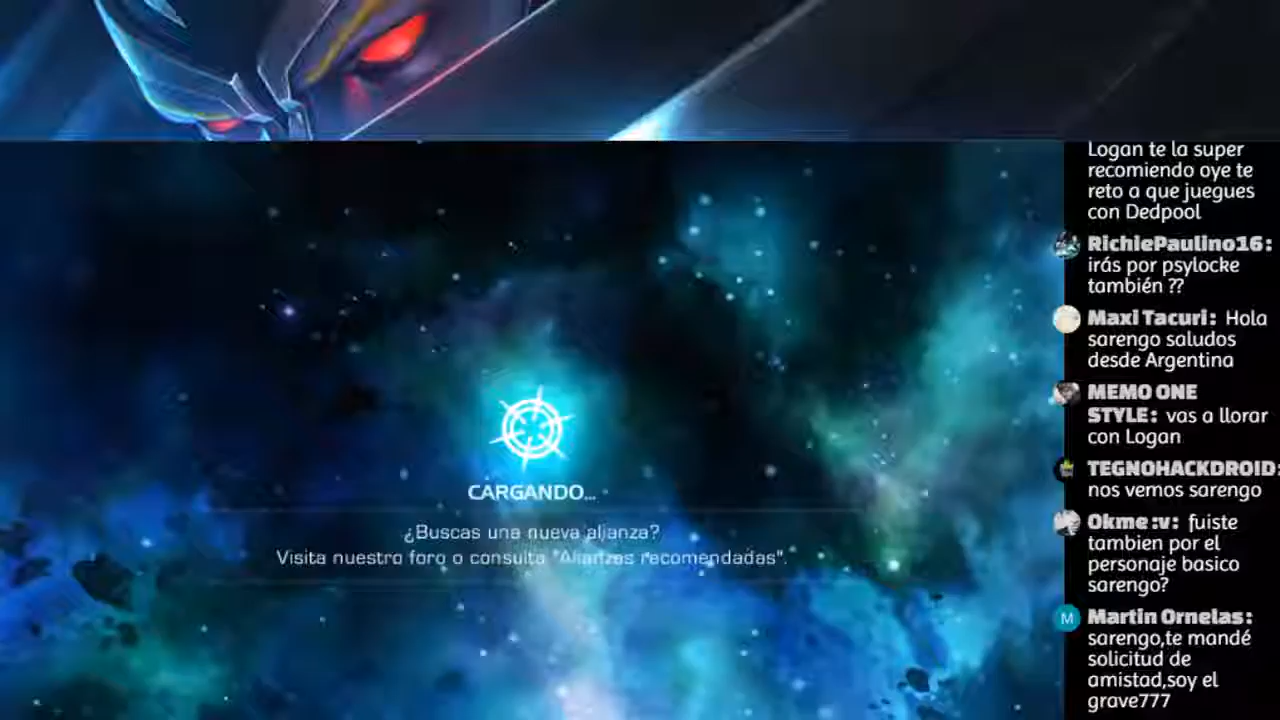 CARGANDO...
¿Buscas una nueva alianza?
Visita nuestro foro o consulta "Alianzas recomendadas".
Logan te la super
recomiendo oye te
reto a que juegues
con Dedpool
RichiePaulino16:
irás por psylocke
también ??
Maxi Tacuri: Hola
sarengo saludos
desde Argentina
MEMO ONE
STYLE: vas a llorar
con Logan
TEGNOHACKDROID:
nos vemos sarengo
Okme :v: fuiste
tambien por el
personaje basico
sarengo?
M
Martin Ornelas:
sarengo,te mandé
solicitud de
amistad,soy el
grave777